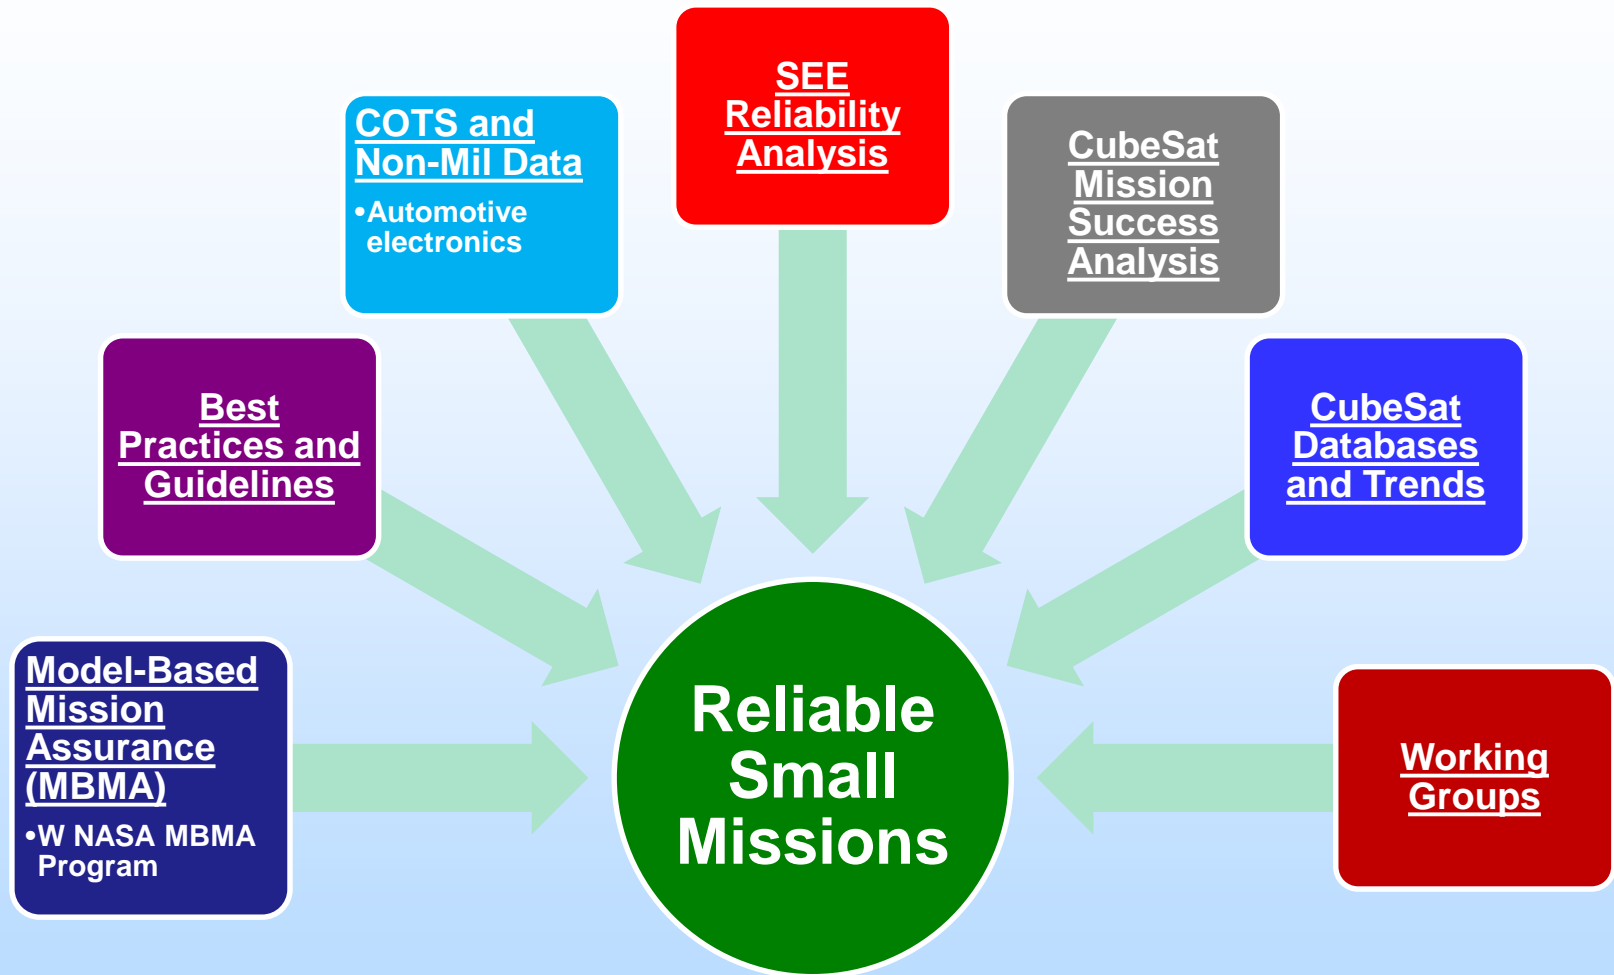 Model-Based
Mission
Assurance
(MBMA)
•W NASA MBMA
Program
Best
Practices and
Guidelines
COTS and
Non-Mil Data
•Automotive
electronics
SEE
Reliability
Analysis
CubeSat
Mission
Success
Analysis
CubeSat
Databases
and Trends
Working
Groups
Reliable
Small
Missions